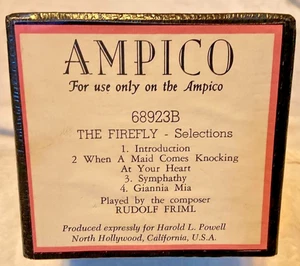 AMPICO
For use only on the Ampico
68923B
THE FIREFLY - Selections
1. Introduction
2 When A Maid Comes Knocking
At Your Heart
3. Symphathy
4. Giannia Mia
Played by the composer
RUDOLF FRIML
Produced expressly for Harold L. Powell
North Hollywood, California, U.S.A.